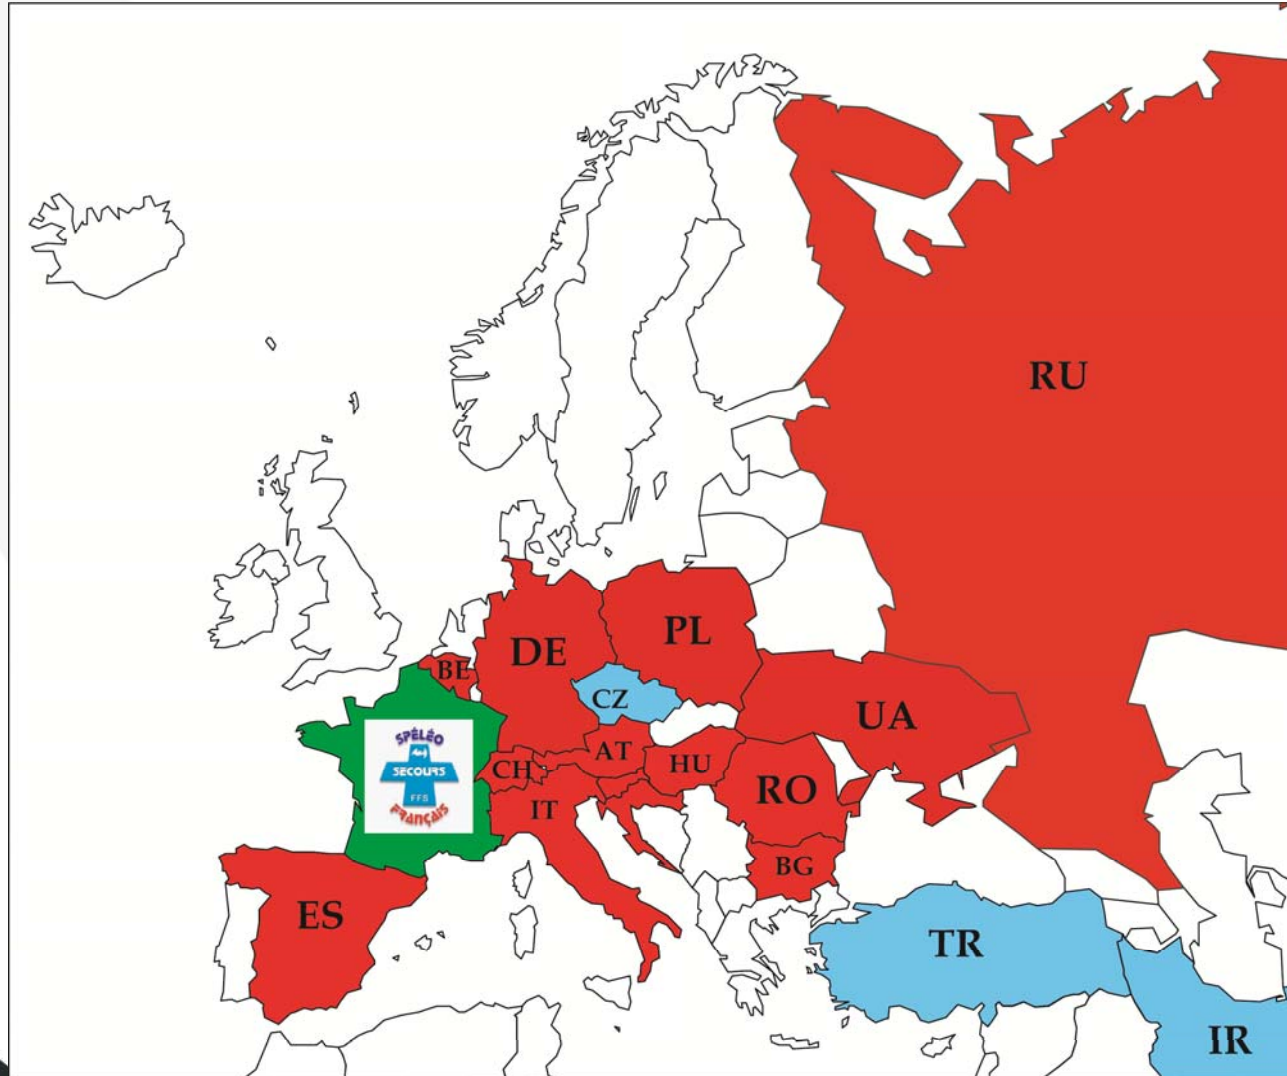 RU
PL
DE
BE
CZ
UA
SPÉLÉO
SECOURS
FFS
FRANÇAIS
AT
CH
HU
RO
IT
BG
ES
TR
IR